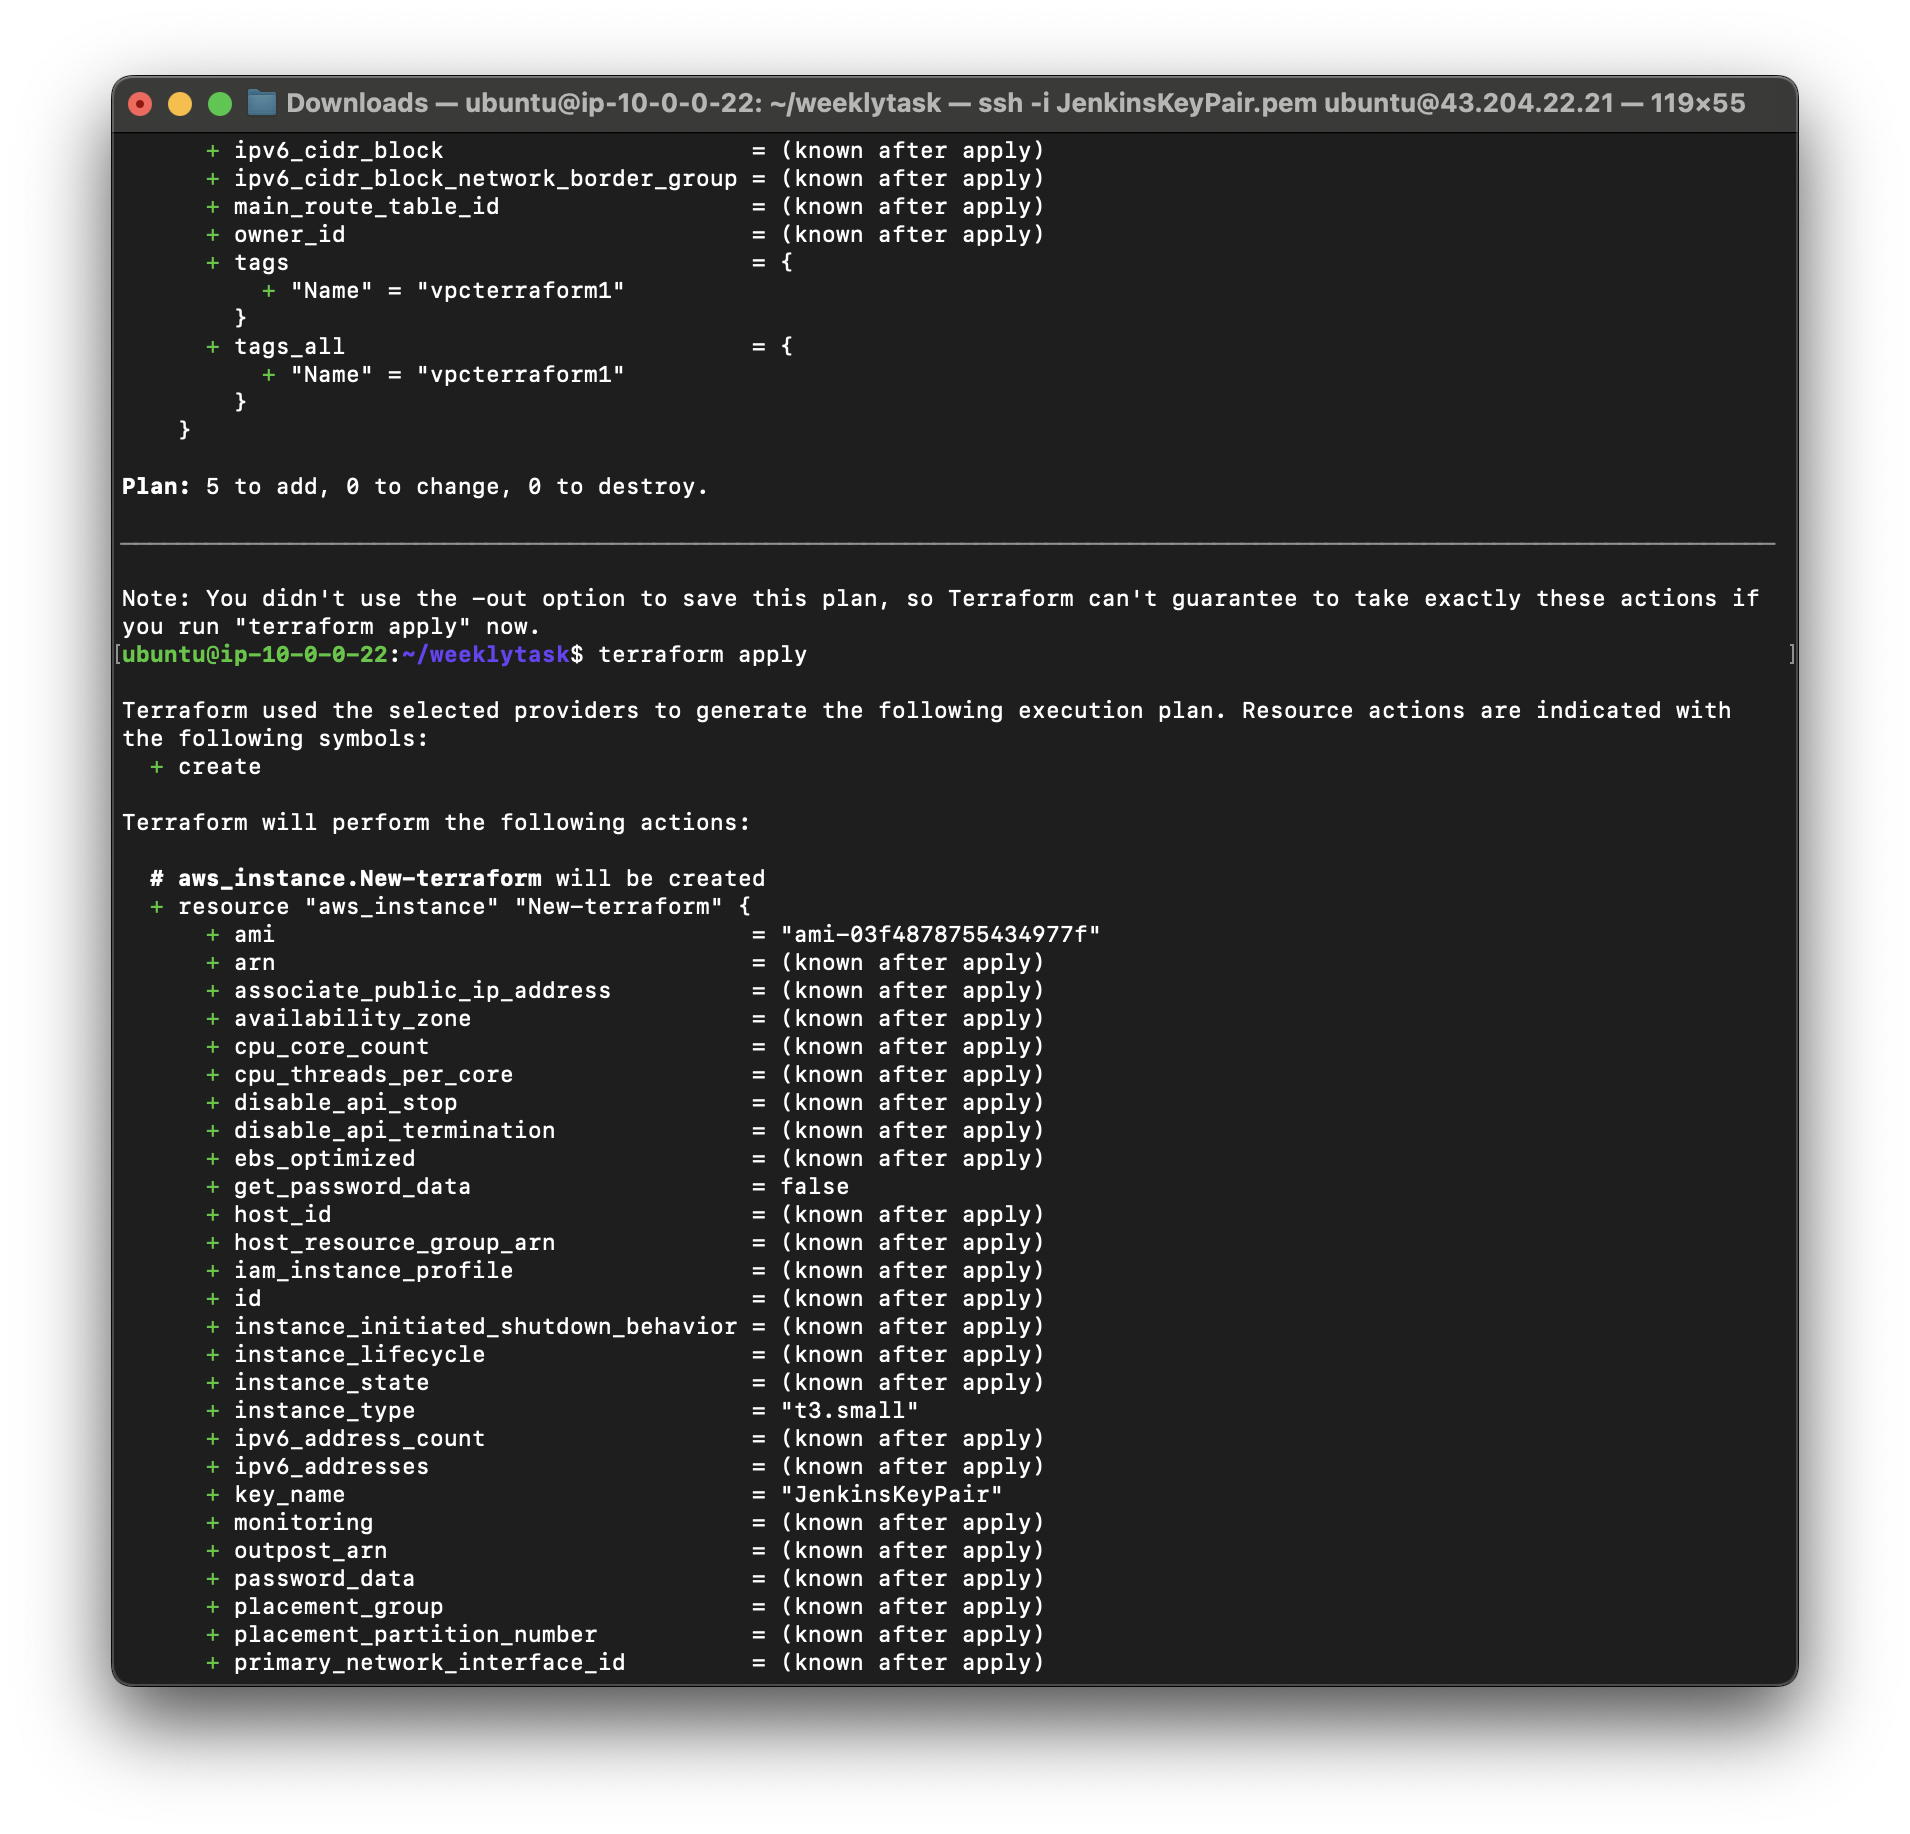 Downloads — ubuntu@ip-10-0-0-22: ~/weeklytask — ssh -i JenkinsKeyPair.pem ubuntu@43.204.22.21 — 119×55
      + ipv6_cidr_block                      = (known after apply)
      + ipv6_cidr_block_network_border_group = (known after apply)
      + main_route_table_id                  = (known after apply)
      + owner_id                             = (known after apply)
      + tags                                 = {
          + "Name" = "vpcterraform1"
        }
      + tags_all                             = {
          + "Name" = "vpcterraform1"
        }
    }
Plan: 5 to add, 0 to change, 0 to destroy.
Note: You didn't use the -out option to save this plan, so Terraform can't guarantee to take exactly these actions if
you run "terraform apply" now.
[ubuntu@ip-10-0-0-22:~/weeklytask$ terraform apply ]
Terraform used the selected providers to generate the following execution plan. Resource actions are indicated with
the following symbols:
  + create
Terraform will perform the following actions:
  # aws_instance.New-terraform will be created
  + resource "aws_instance" "New-terraform" {
      + ami                                  = "ami-03f4878755434977f"
      + arn                                  = (known after apply)
      + associate_public_ip_address          = (known after apply)
      + availability_zone                    = (known after apply)
      + cpu_core_count                       = (known after apply)
      + cpu_threads_per_core                 = (known after apply)
      + disable_api_stop                     = (known after apply)
      + disable_api_termination              = (known after apply)
      + ebs_optimized                        = (known after apply)
      + get_password_data                    = false
      + host_id                              = (known after apply)
      + host_resource_group_arn              = (known after apply)
      + iam_instance_profile                 = (known after apply)
      + id                                   = (known after apply)
      + instance_initiated_shutdown_behavior = (known after apply)
      + instance_lifecycle                   = (known after apply)
      + instance_state                       = (known after apply)
      + instance_type                        = "t3.small"
      + ipv6_address_count                   = (known after apply)
      + ipv6_addresses                       = (known after apply)
      + key_name                             = "JenkinsKeyPair"
      + monitoring                           = (known after apply)
      + outpost_arn                          = (known after apply)
      + password_data                        = (known after apply)
      + placement_group                      = (known after apply)
      + placement_partition_number           = (known after apply)
      + primary_network_interface_id         = (known after apply)